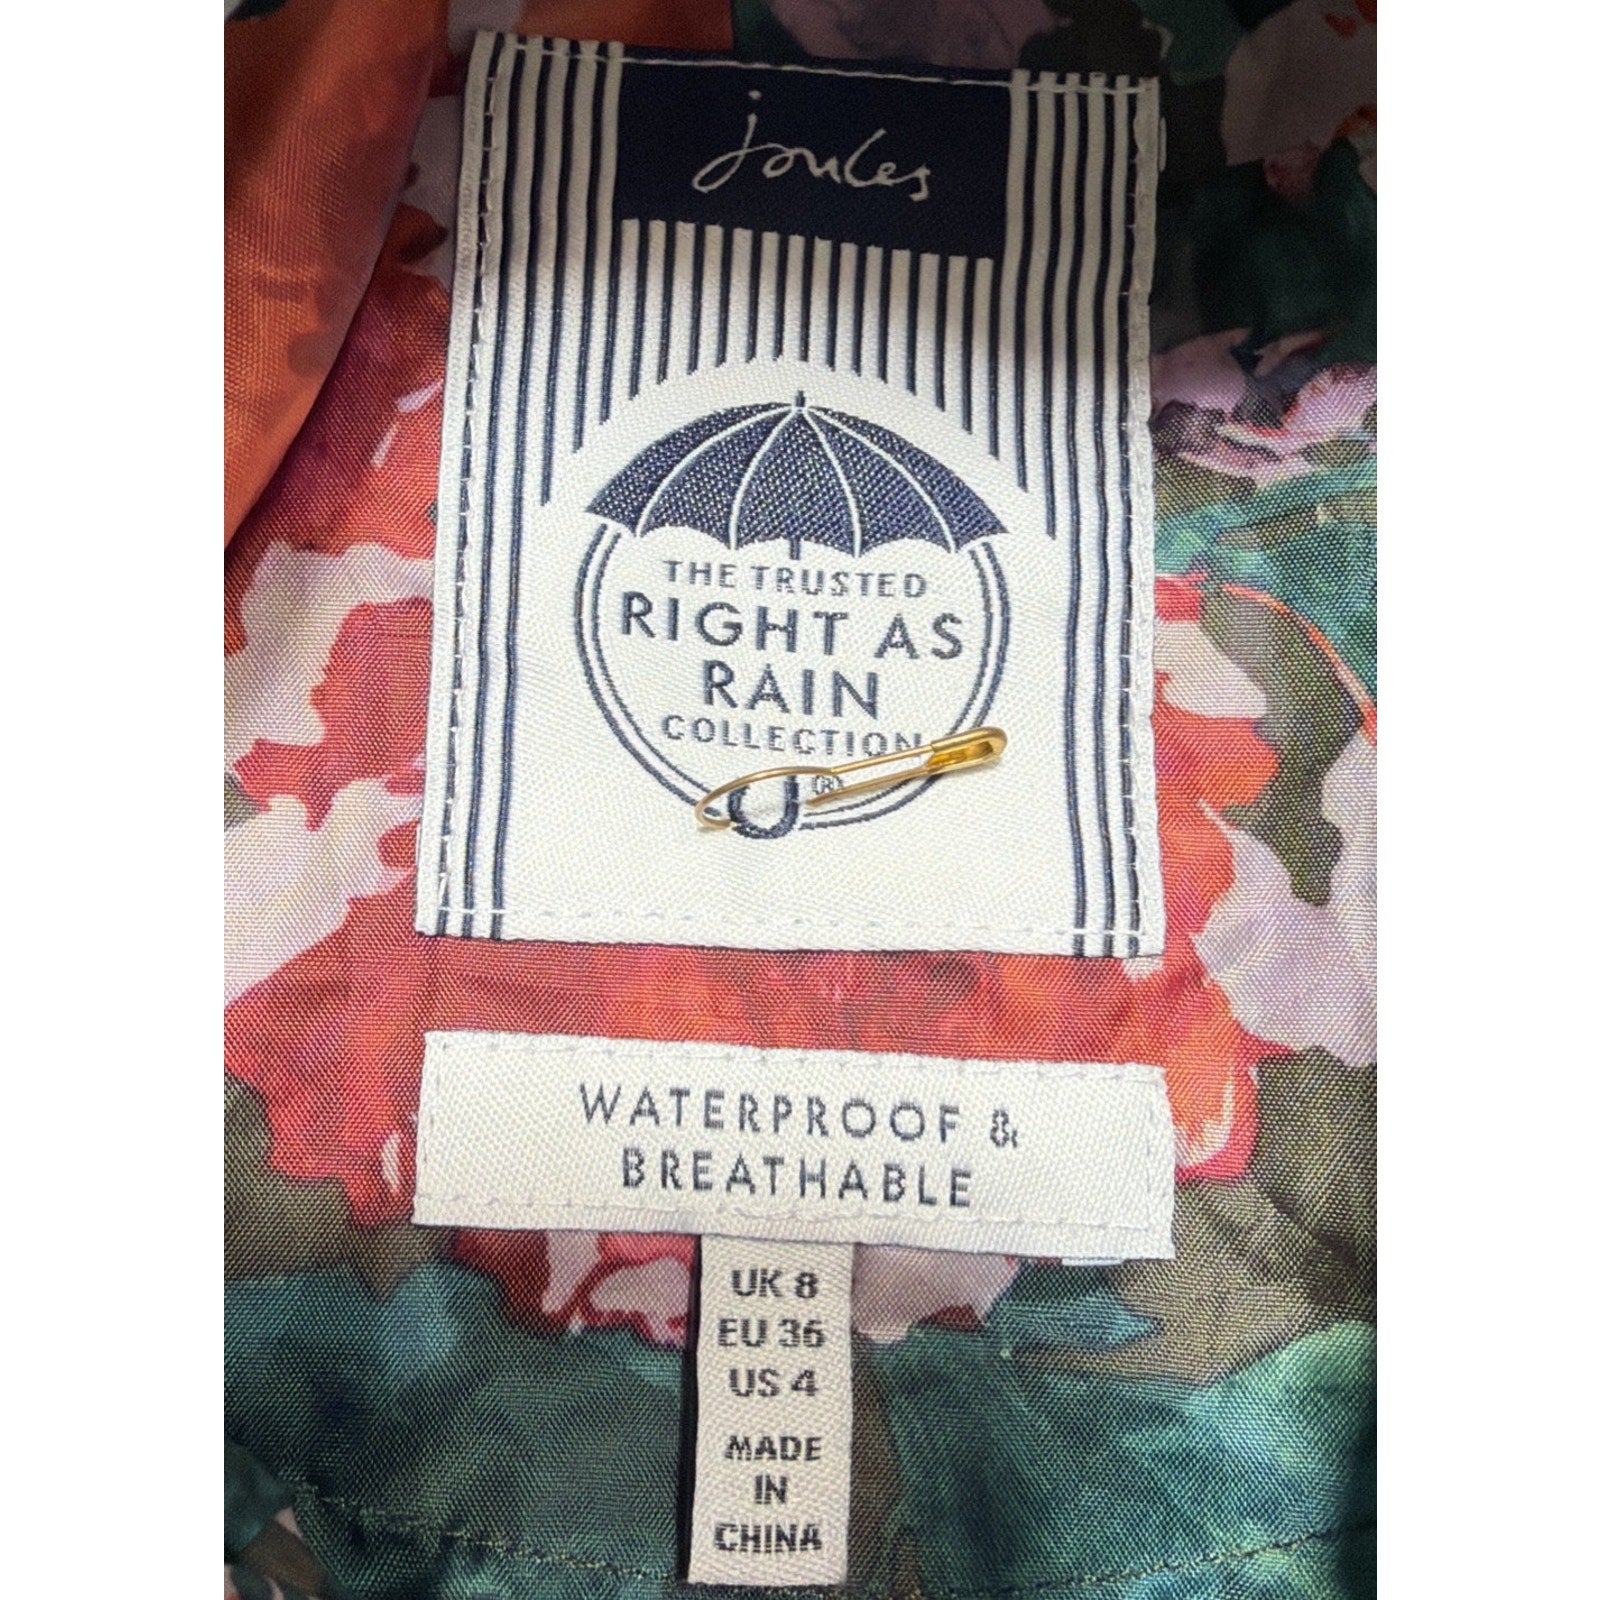 joules
THE TRUSTED
RIGHT AS
RAIN
COLLECTION
WATERPROOF &
BREATHABLE
UK 8
EU 36
US 4
MADE
IN
CHINA